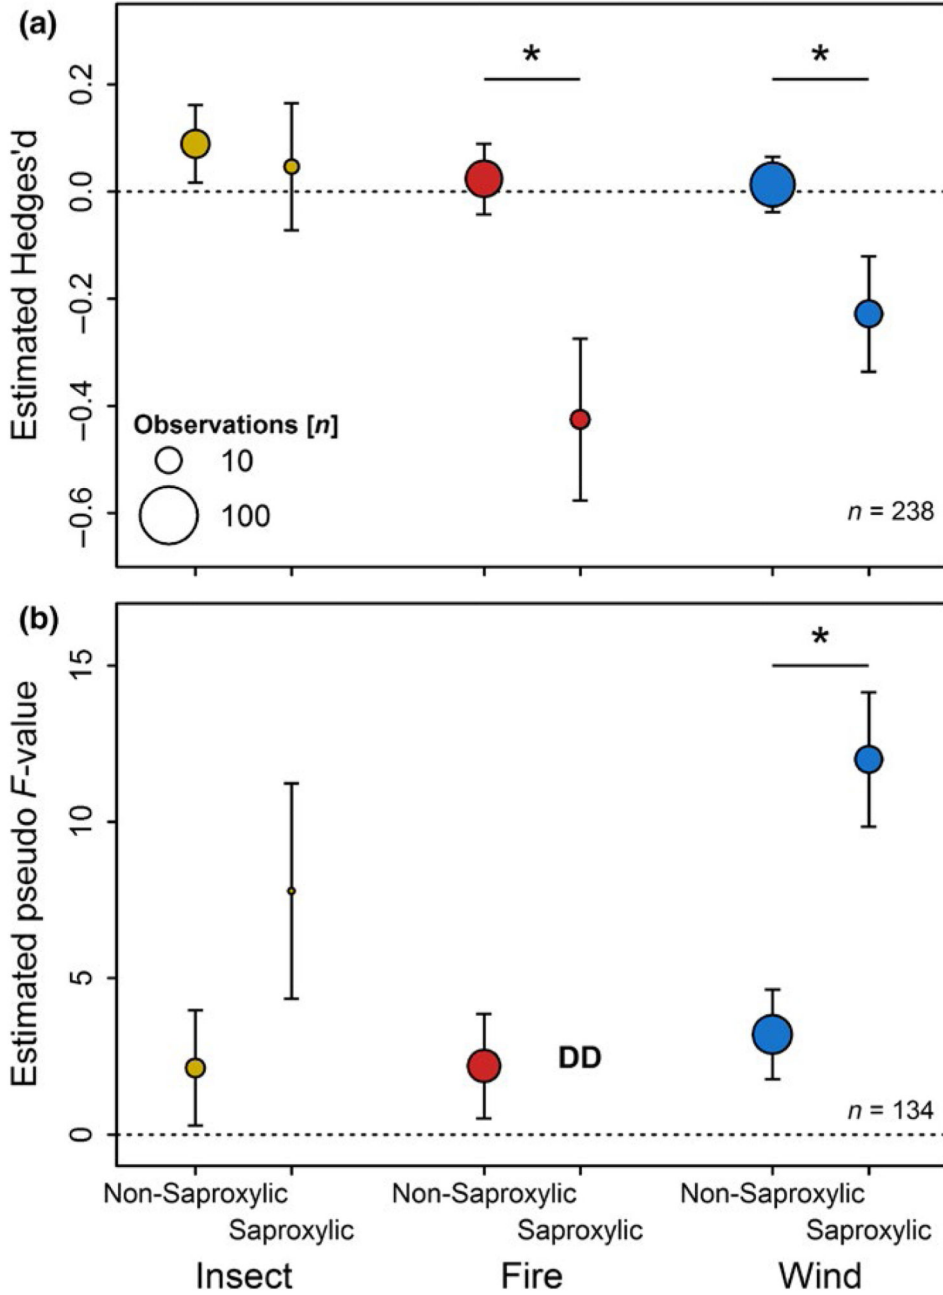 (a)
*
*
0.2
0.0
−0.2
−0.4
−0.6
Estimated Hedges'd
Observations [n]
10
100
n = 238
(b)
*
15
10
5
0
Estimated pseudo F-value
DD
n = 134
Non-Saproxylic
Saproxylic
Non-Saproxylic
Saproxylic
Non-Saproxylic
Saproxylic
Insect
Fire
Wind